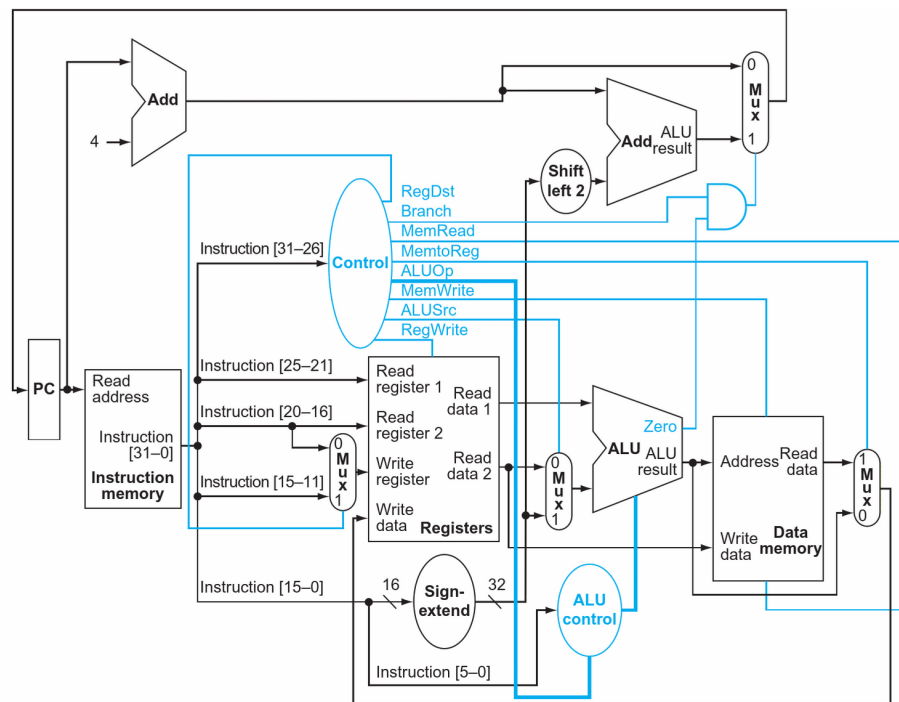 0
M
u
x
1
Add
4
Add
ALU
result
Shift
left 2
RegDst
Branch
MemRead
MemtoReg
ALUOp
MemWrite
ALUSrc
RegWrite
Instruction [31–26]
Control
PC
Read
address
Instruction
[31–0]
Instruction
memory
Instruction [25–21]
Instruction [20–16]
Instruction [15–11]
0
M
u
x
1
Read
register 1
Read
register 2
Write
register
Write
data
Read
data 1
Read
data 2
Registers
0
M
u
x
1
Zero
ALU
ALU
result
Address
Read
data
Write
data
Data
memory
1
M
u
x
0
Instruction [15–0]
16
Sign-
extend
32
ALU
control
Instruction [5–0]